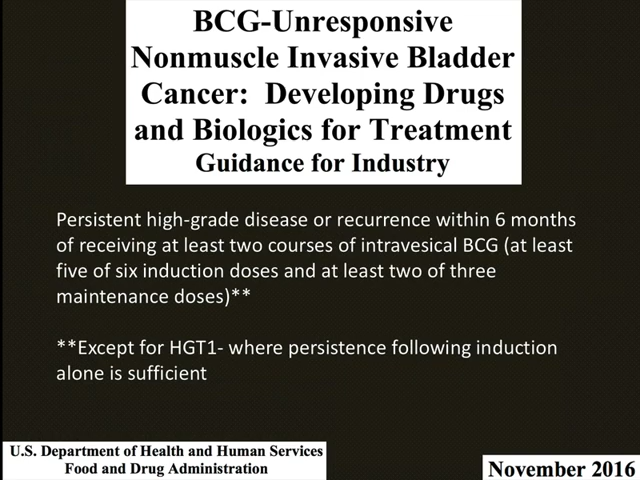 BCG-Unresponsive
Nonmuscle Invasive Bladder
Cancer:  Developing Drugs
and Biologics for Treatment
Guidance for Industry
Persistent high-grade disease or recurrence within 6 months
of receiving at least two courses of intravesical BCG (at least
five of six induction doses and at least two of three
maintenance doses)**
**Except for HGT1- where persistence following induction
alone is sufficient
U.S. Department of Health and Human Services
Food and Drug Administration
November 2016